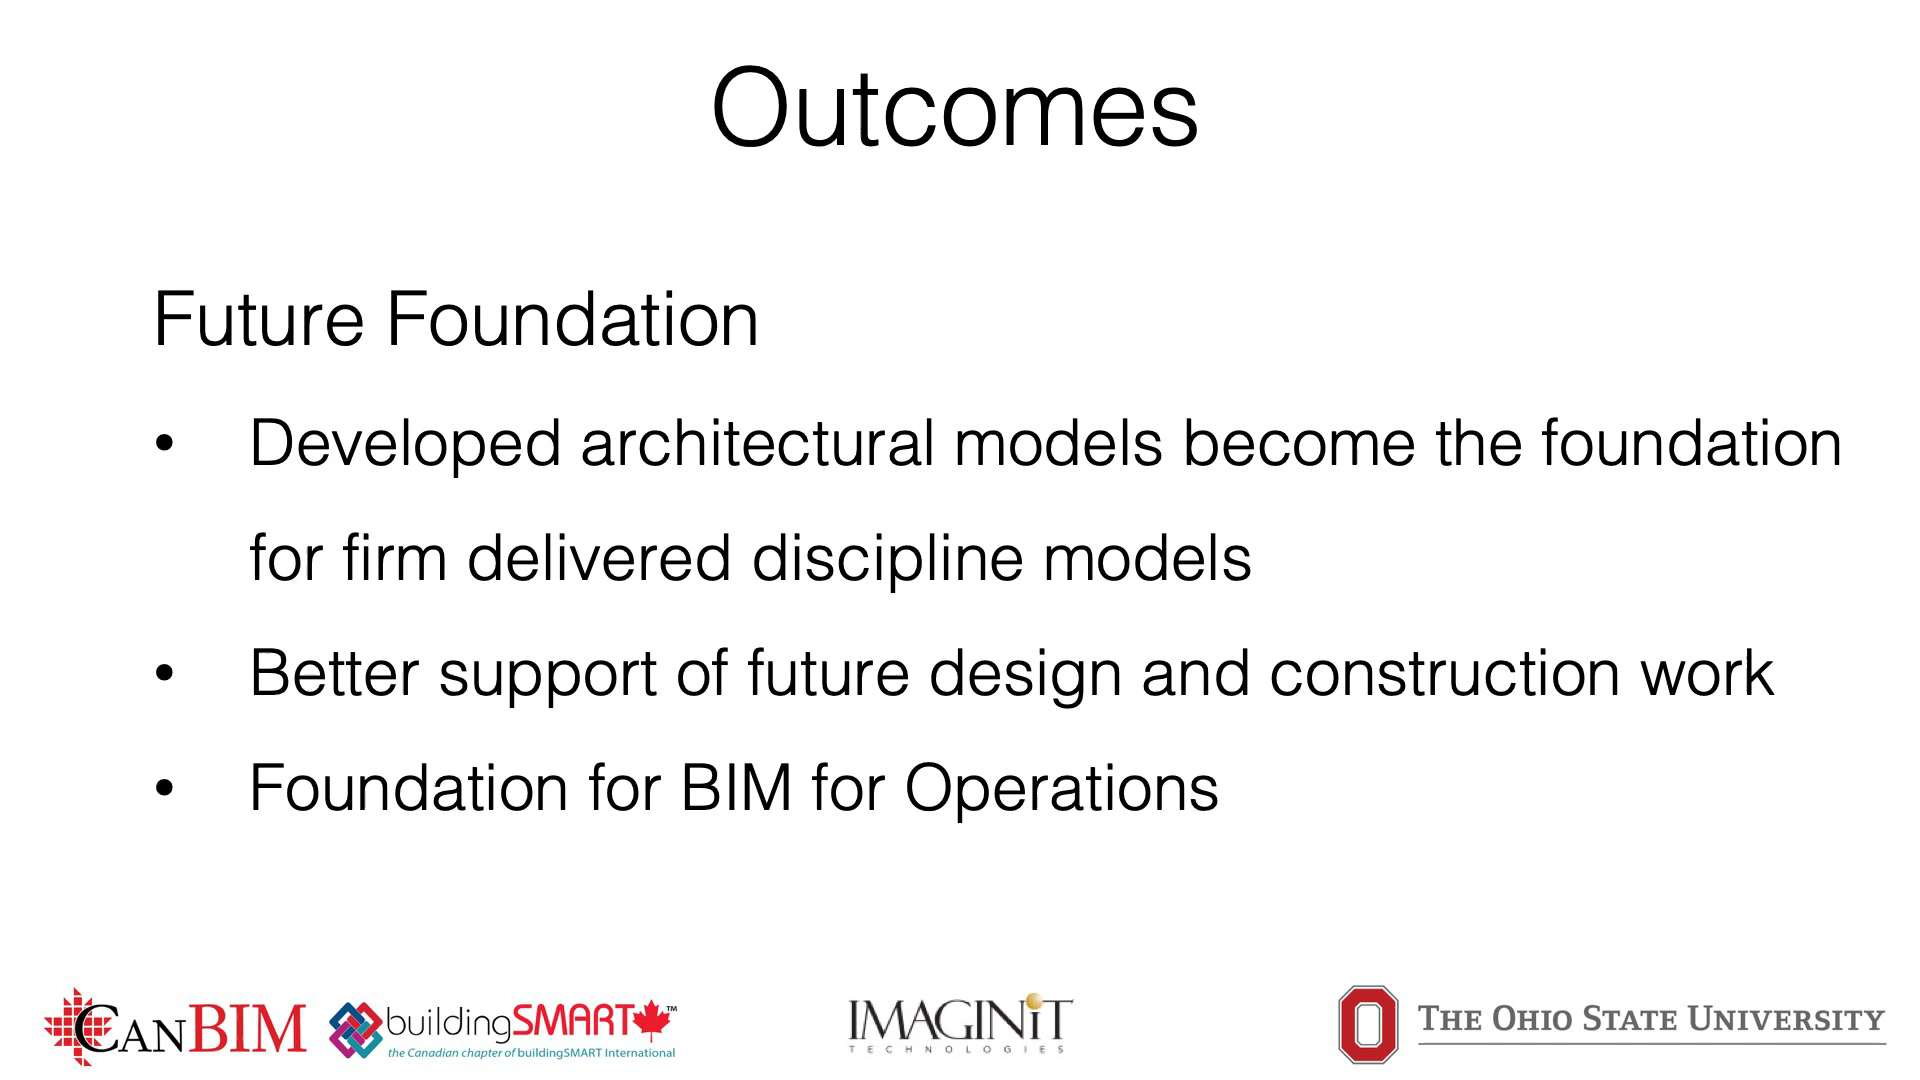 Outcomes
Future Foundation
• Developed architectural models become the foundation
for firm delivered discipline models
• Better support of future design and construction work
• Foundation for BIM for Operations
CANBIM
buildingSMART™
the Canadian chapter of buildingSMART International
IMAGINiT
TECHNOLOGIES
THE OHIO STATE UNIVERSITY